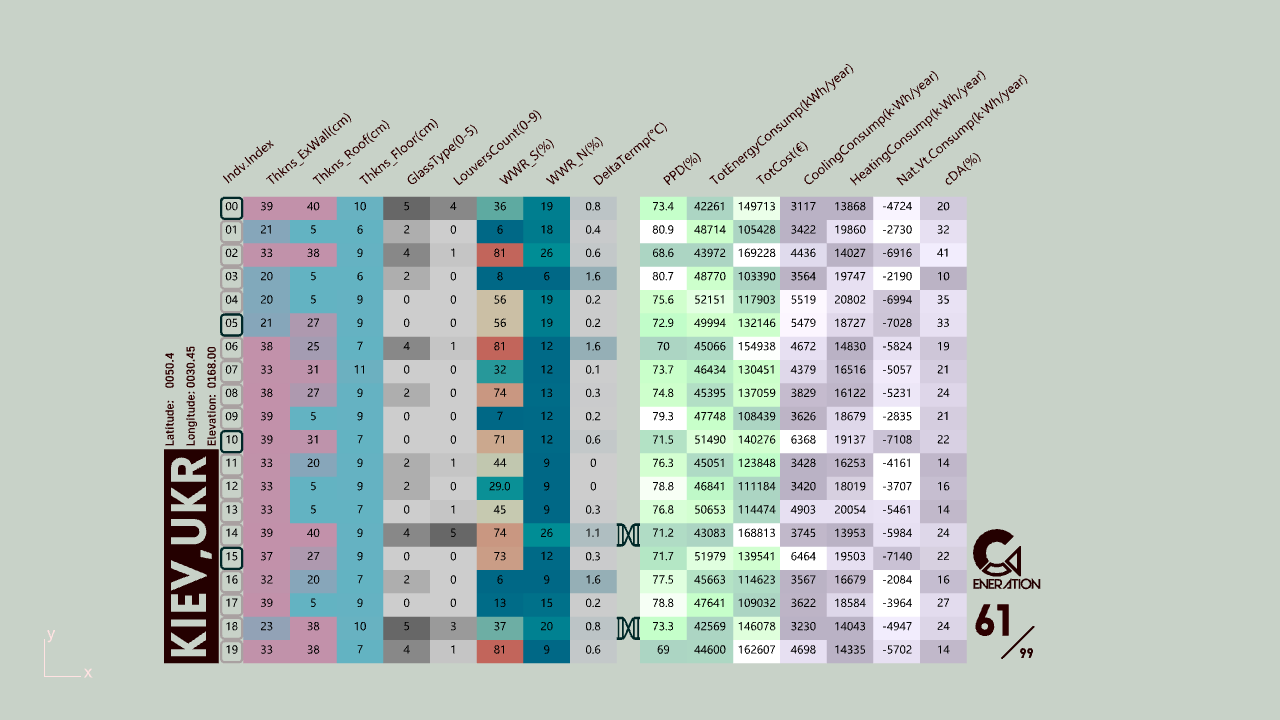 Indv.Index Thkns_ExWall(cm) Thkns_Roof(cm) Thkns_Floor(cm) GlassType(0-5) LouversCount(0-9) WWR_S(%) WWR_N(%) DeltaTermp(°C) PPD(%) TotEnergyConsump(kWh/year) TotCost(€) CoolingConsump(k·Wh/year) HeatingConsump(k·Wh/year) Nat.Vt.Consump(k·Wh/year) cDA(%)
00 39 40 10 5 4 36 19 0.8 73.4 42261 149713 3117 13868 -4724 20
01 21 5 6 2 0 6 18 0.4 80.9 48714 105428 3422 19860 -2730 32
02 33 38 9 4 1 81 26 0.6 68.6 43972 169228 4436 14027 -6916 41
03 20 5 6 2 0 8 6 1.6 80.7 48770 103390 3564 19747 -2190 10
04 20 5 9 0 0 56 19 0.2 75.6 52151 117903 5519 20802 -6994 35
05 21 27 9 0 0 56 19 0.2 72.9 49994 132146 5479 18727 -7028 33
06 38 25 7 4 1 81 12 1.6 70 45066 154938 4672 14830 -5824 19
07 33 31 11 0 0 32 12 0.1 73.7 46434 130451 4379 16516 -5057 21
08 38 27 9 2 0 74 13 0.3 74.8 45395 137059 3829 16122 -5231 24
09 39 5 9 0 0 7 12 0.2 79.3 47748 108439 3626 18679 -2835 21
10 39 31 7 0 0 71 12 0.6 71.5 51490 140276 6368 19137 -7108 22
11 33 20 9 2 1 44 9 0 76.3 45051 123848 3428 16253 -4161 14
12 33 5 9 2 0 29.0 9 0 78.8 46841 111184 3420 18019 -3707 16
13 33 5 7 0 1 45 9 0.3 76.8 50653 114474 4903 20054 -5461 14
14 39 40 9 4 5 74 26 1.1 71.2 43083 168813 3745 13953 -5984 24
15 37 27 9 0 0 73 12 0.3 71.7 51979 139541 6464 19503 -7140 22
16 32 20 7 2 0 6 9 1.6 77.5 45663 114623 3567 16679 -2084 16
17 39 5 9 0 0 13 15 0.2 78.8 47641 109032 3622 18584 -3964 27
18 23 38 10 5 3 37 20 0.8 73.3 42569 146078 3230 14043 -4947 24
19 33 38 7 4 1 81 9 0.6 69 44600 162607 4698 14335 -5702 14
Latitude: 0050.4
Longitude: 0030.45
Elevation: 0168.00
KIEV,UKR
G
ENERATION
61/99
y
x